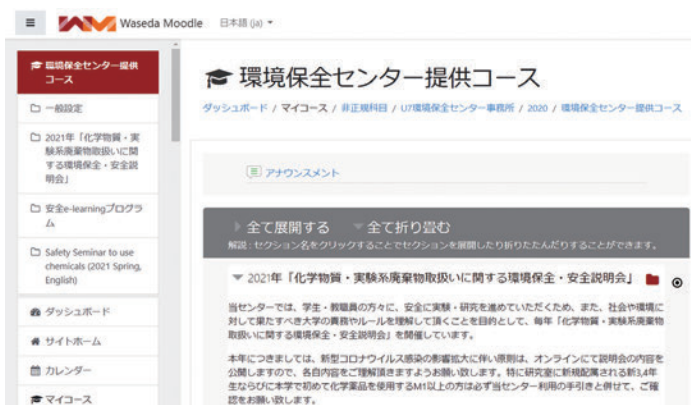 Waseda Moodle 日本語 (ja)
環境保全センター提供
コース
一般設定
2021年「化学物質・実
験系廃棄物取扱いに関
する環境保全・安全説
明会」
安全e-learningプログラ
ム
Safety Seminar to use
chemicals (2021 Spring,
English)
ダッシュボード
サイトホーム
カレンダー
マイコース
環境保全センター提供コース
ダッシュボード / マイコース / 非正規科目 / U7環境保全センター事務所 / 2020 / 環境保全センター提供コース
アナウンスメント
全て展開する 全て折り畳む
解説 : セクション名をクリックすることでセクションを展開したり折りたたんだりすることができます。
2021年「化学物質・実験系廃棄物取扱いに関する環境保全・安全説明会」
当センターでは、学生・教職員の方々に、安全に実験・研究を進めていただくため、また、社会や環境に
対して果たすべき大学の責務やルールを理解して頂くことを目的として、毎年「化学物質・実験系廃棄物
取扱いに関する環境保全・安全説明会」を開催しています。
本年につきましては、新型コロナウイルス感染の影響拡大に伴い原則は、オンラインにて説明会の内容を
公開しますので、各自内容をご理解頂きますようお願い致します。特に研究室に新規配属される新3,4年
生ならびに本学で初めて化学薬品を使用するM1以上の方は必ず当センター利用の手引きと併せて、ご確
認をお願い致します。